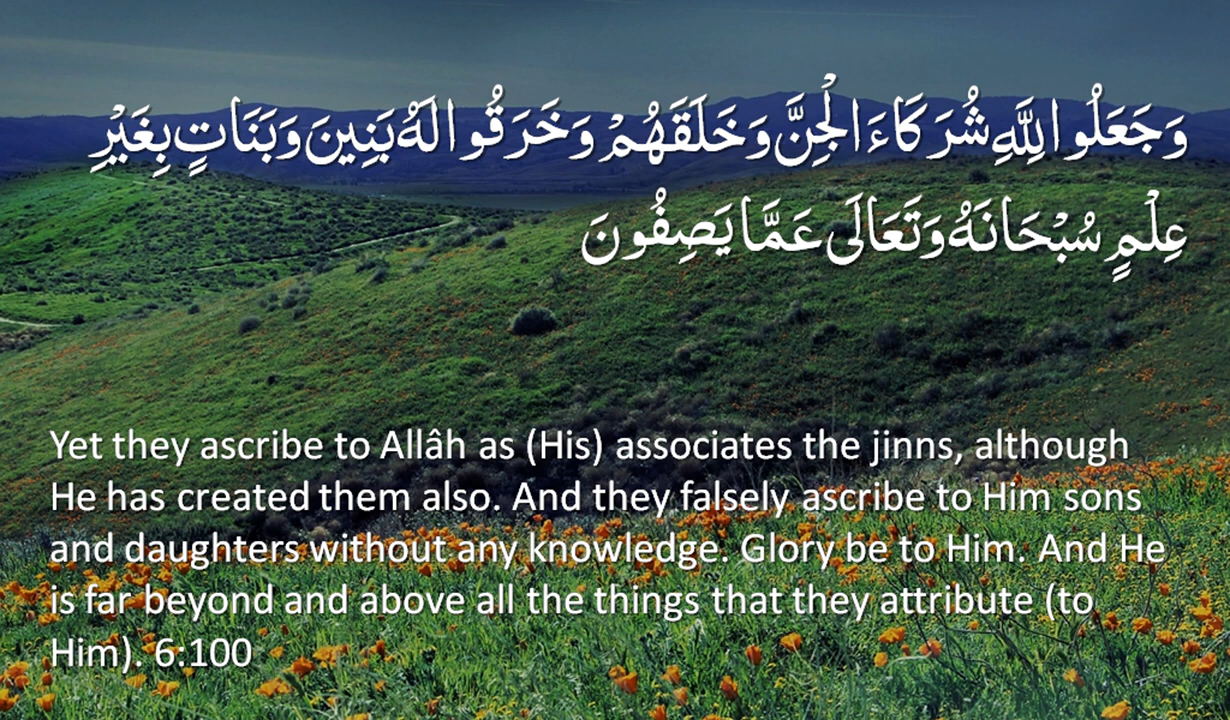 وَجَعَلُوا لِلَّهِ شُرَكَاءَ الْجِنَّ وَخَلَقَهُمْ وَخَرَقُوا لَهُ بَنِينَ وَبَنَاتٍ بِغَيْرِ
عِلْمٍ سُبْحَانَهُ وَتَعَالَى عَمَّا يَصِفُونَ
Yet they ascribe to Allâh as (His) associates the jinns, although
He has created them also. And they falsely ascribe to Him sons
and daughters without any knowledge. Glory be to Him. And He
is far beyond and above all the things that they attribute (to
Him). 6:100